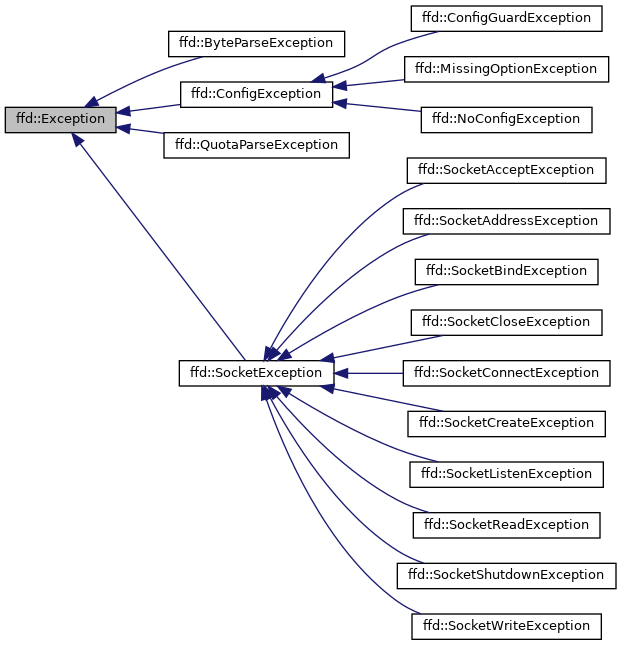 ffd::Exception
ffd::ByteParseException
ffd::ConfigException
ffd::QuotaParseException
ffd::SocketException
ffd::ConfigGuardException
ffd::MissingOptionException
ffd::NoConfigException
ffd::SocketAcceptException
ffd::SocketAddressException
ffd::SocketBindException
ffd::SocketCloseException
ffd::SocketConnectException
ffd::SocketCreateException
ffd::SocketListenException
ffd::SocketReadException
ffd::SocketShutdownException
ffd::SocketWriteException